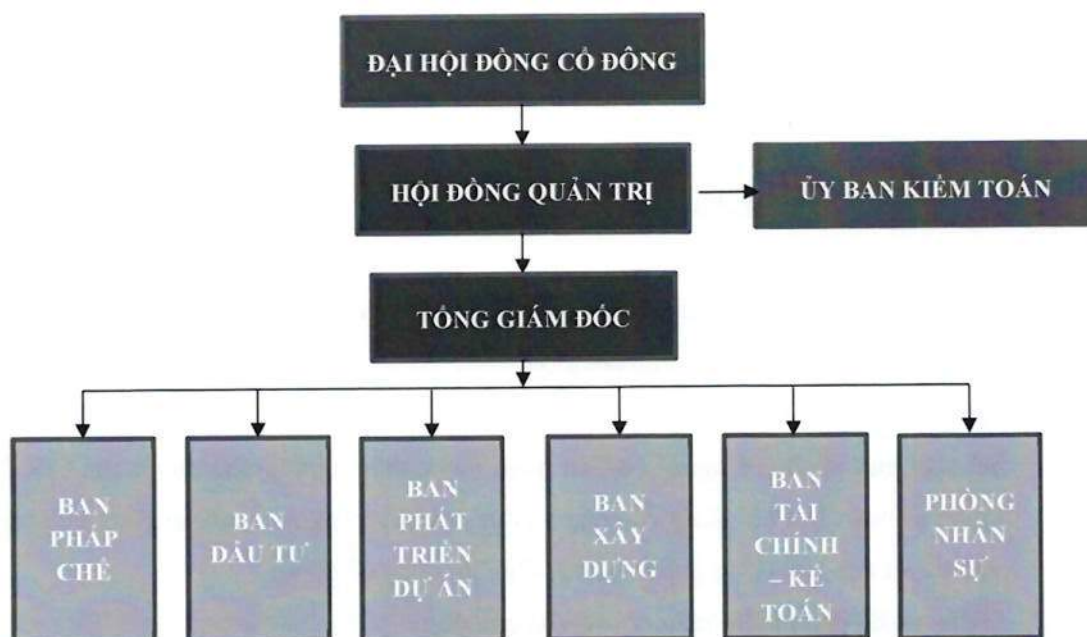 ĐẠI HỘI ĐỒNG CỔ ĐÔNG
HỘI ĐỒNG QUẢN TRỊ
ỦY BAN KIỂM TOÁN
TỔNG GIÁM ĐỐC
BAN
PHÁP
CHẾ
BAN
ĐẦU TƯ
BAN
PHÁT
TRIỂN
DỰ ÁN
BAN
XÂY
DỰNG
BAN
TÀI
CHÍNH
– KẾ
TOÁN
PHÒNG
NHÂN
SỰ